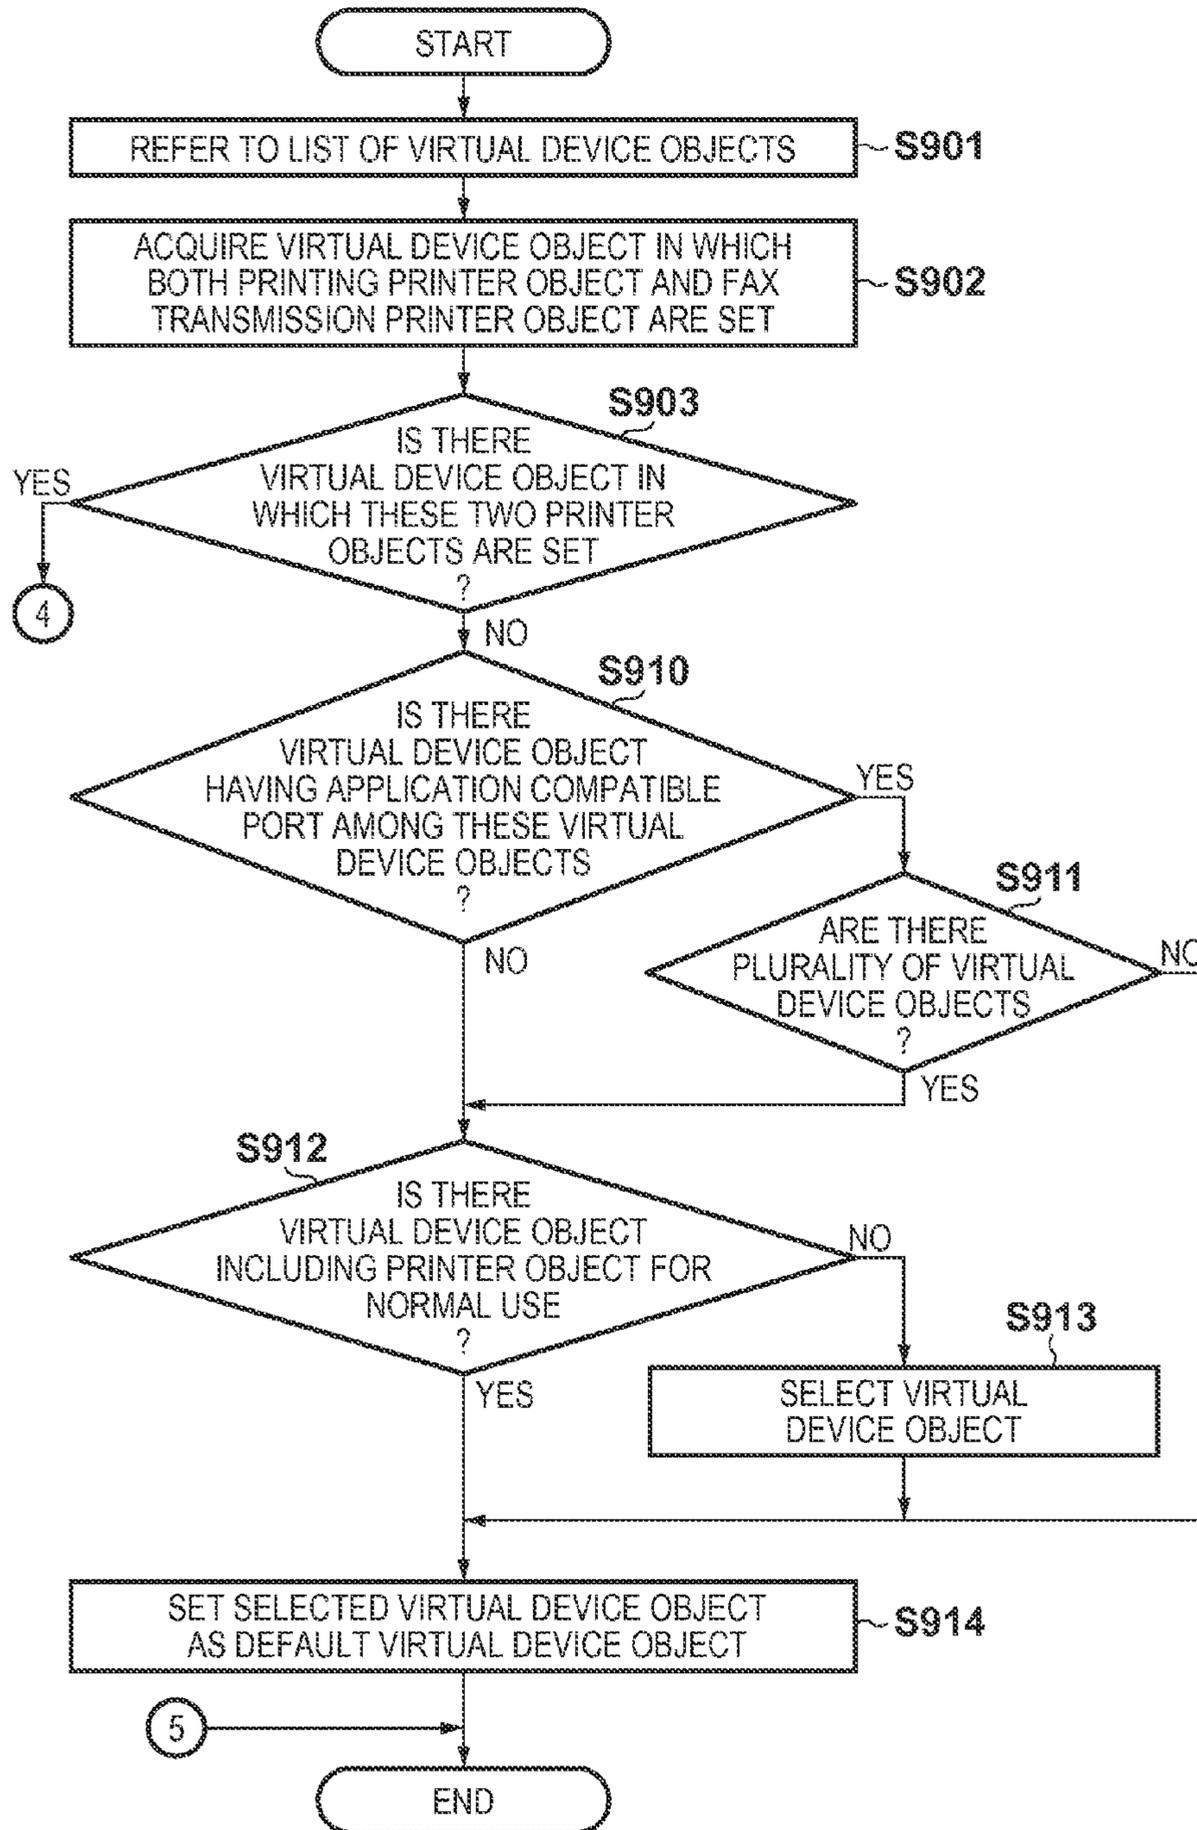 START
REFER TO LIST OF VIRTUAL DEVICE OBJECTS
S901
ACQUIRE VIRTUAL DEVICE OBJECT IN WHICH
BOTH PRINTING PRINTER OBJECT AND FAX
TRANSMISSION PRINTER OBJECT ARE SET
S902
S903
IS THERE
VIRTUAL DEVICE OBJECT IN
WHICH THESE TWO PRINTER
OBJECTS ARE SET
?
YES
4
NO
S910
IS THERE
VIRTUAL DEVICE OBJECT
HAVING APPLICATION COMPATIBLE
PORT AMONG THESE VIRTUAL
DEVICE OBJECTS
?
YES
NO
S911
ARE THERE
PLURALITY OF VIRTUAL
DEVICE OBJECTS
?
NO
YES
S912
IS THERE
VIRTUAL DEVICE OBJECT
INCLUDING PRINTER OBJECT FOR
NORMAL USE
?
NO
YES
S913
SELECT VIRTUAL
DEVICE OBJECT
SET SELECTED VIRTUAL DEVICE OBJECT
AS DEFAULT VIRTUAL DEVICE OBJECT
S914
5
END